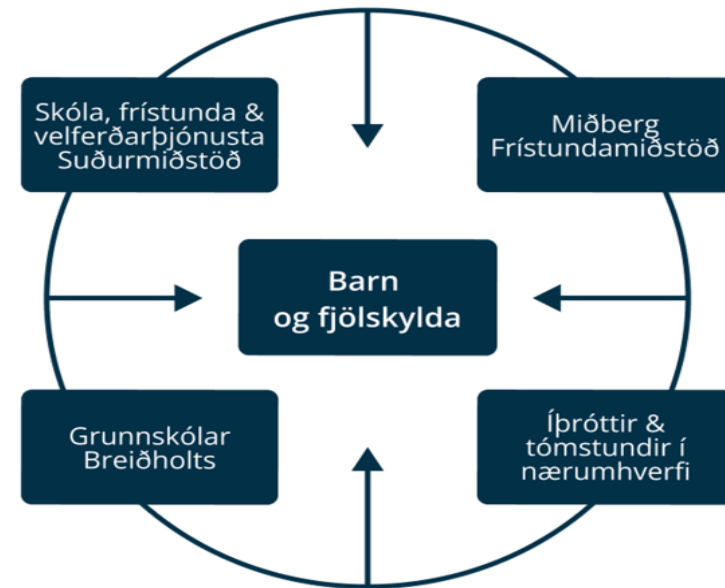 Skóla, frístunda &
velferðarþjónusta
Suðurmiðstöð
Miðberg
Frístundamiðstöð
Barn
og fjölskylda
Grunnskólar
Breiðholts
Íþróttir &
tómstundir í
nærumhverfi